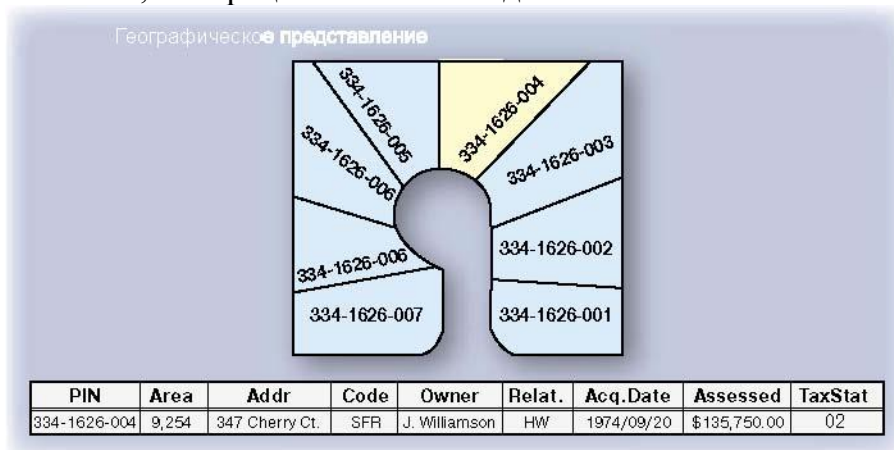 Географическое представление
334-1626-005
334-1626-004
334-1626-006
334-1626-003
334-1626-006
334-1626-002
334-1626-007
334-1626-001
PIN Area Addr Code Owner Relat. Acq.Date Assessed TaxStat
334-1626-004 9,254 347 Cherry Ct. SFR J. Williamson HW 1974/09/20 $135,750.00 02